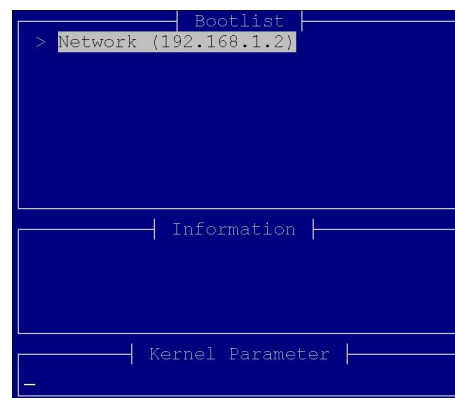 Bootlist
> Network (192.168.1.2)
Information
Kernel Parameter
_